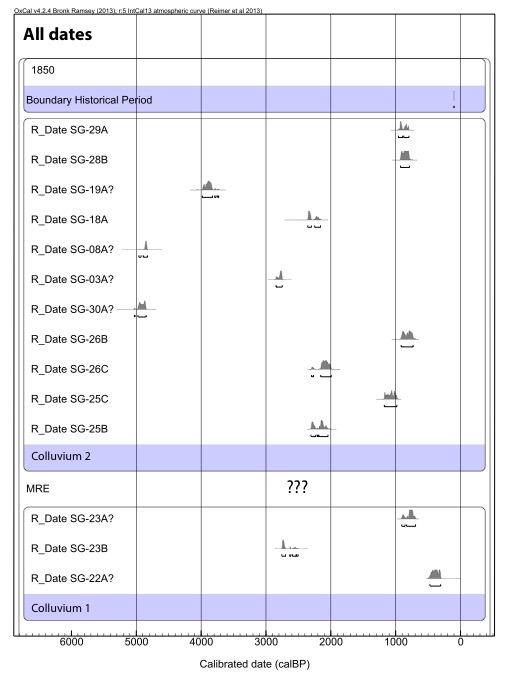 OxCal v4.2.4 Bronk Ramsey (2013); r:5 IntCal13 atmospheric curve (Reimer et al 2013)
All dates
1850
Boundary Historical Period
R_Date SG-29A
R_Date SG-28B
R_Date SG-19A?
R_Date SG-18A
R_Date SG-08A?
R_Date SG-03A?
R_Date SG-30A?
R_Date SG-26B
R_Date SG-26C
R_Date SG-25C
R_Date SG-25B
Colluvium 2
MRE ???
R_Date SG-23A?
R_Date SG-23B
R_Date SG-22A?
Colluvium 1
6000 5000 4000 3000 2000 1000 0
Calibrated date (calBP)